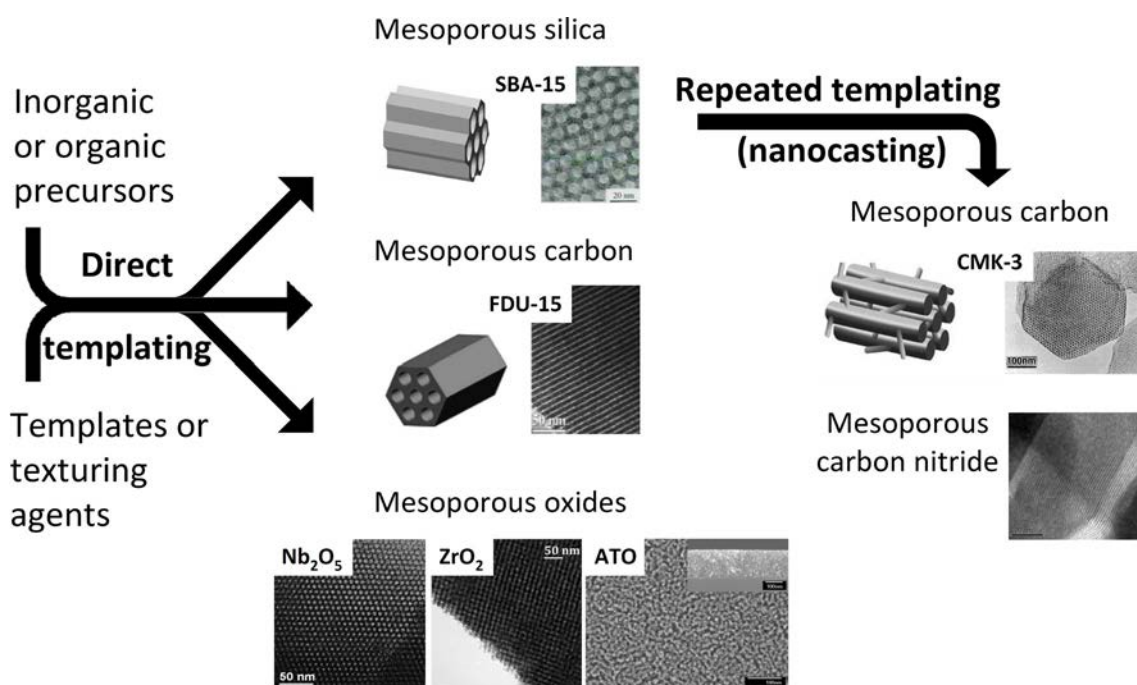 Inorganic
or organic
precursors
Direct
templating
Templates or
texturing
agents
Mesoporous silica
SBA-15
20 nm
Mesoporous carbon
FDU-15
50 nm
Mesoporous oxides
Nb₂O₅
50 nm
ZrO₂
50 nm
ATO
100nm
Repeated templating
(nanocasting)
Mesoporous carbon
CMK-3
100nm
Mesoporous
carbon nitride